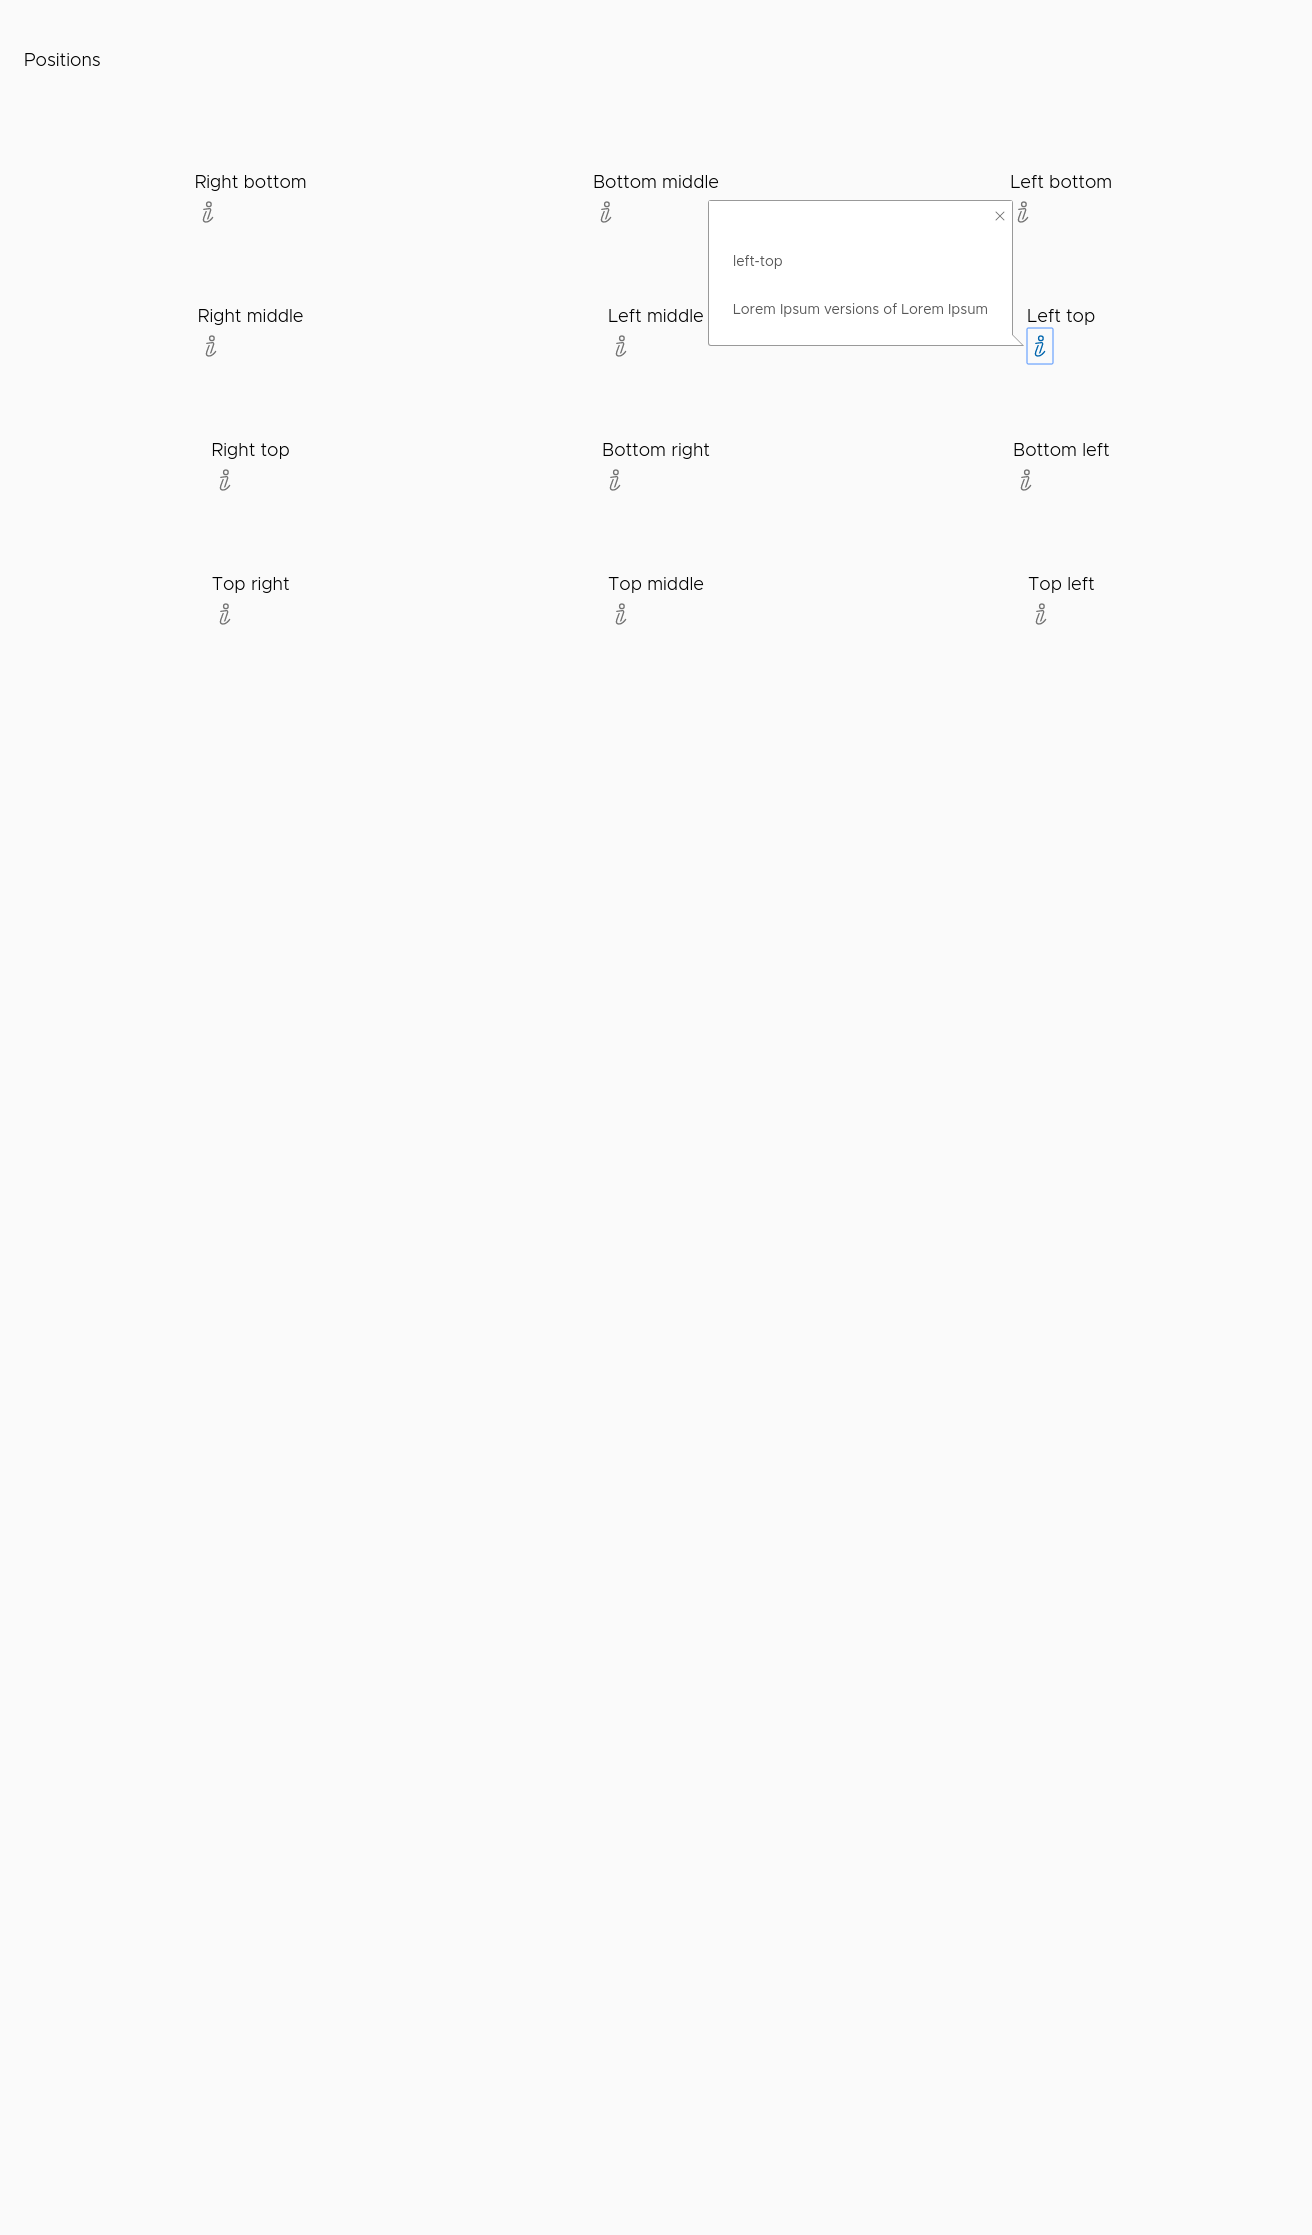 Positions
Right bottom
Bottom middle
Left bottom
left-top
Lorem Ipsum versions of Lorem Ipsum
Right middle
Left middle
Left top
Right top
Bottom right
Bottom left
Top right
Top middle
Top left